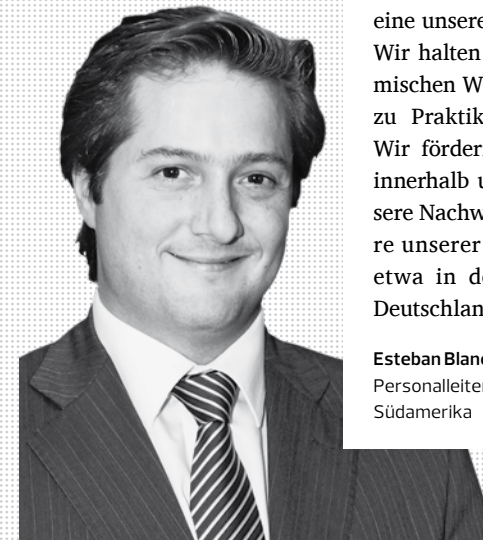 eine unsere
Wir halten
mischen W
zu Praktik
Wir förder
innerhalb u
sere Nachw
re unserer
etwa in de
Deutschlan
Esteban Blanc
Personalleiter
Südamerika